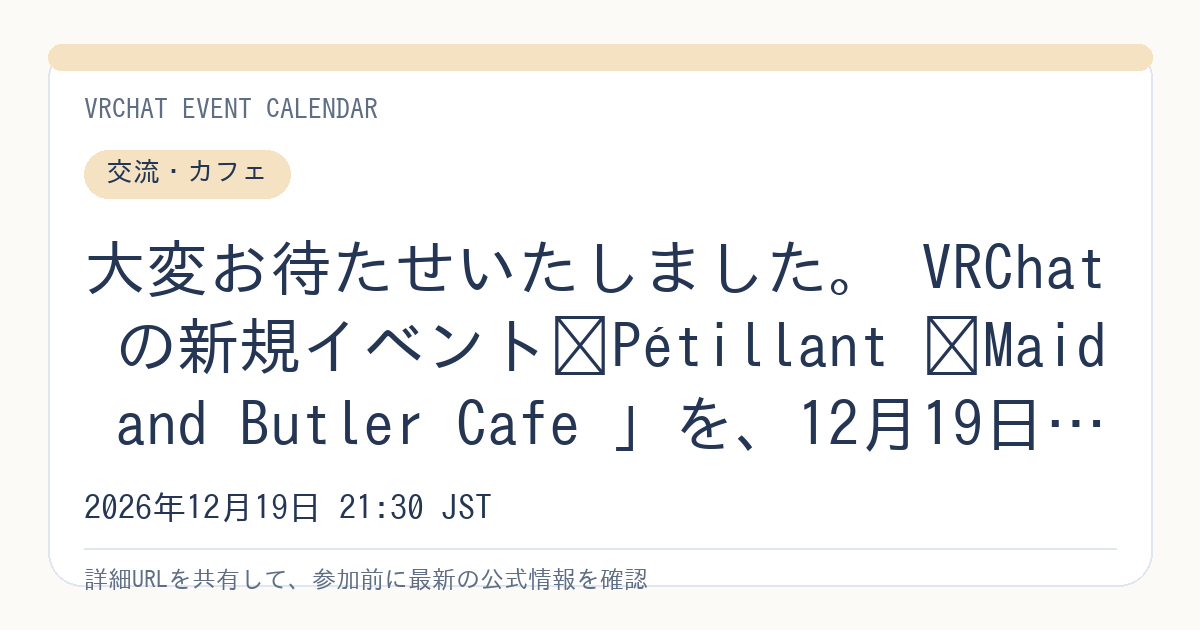 VRCHAT EVENT CALENDAR
交流・カフェ
大変お待たせいたしました。 VRChat
の新規イベント Pétillant Maid
and Butler Cafe 」を、12月19日…
2026年12月19日 21:30 JST
詳細URLを共有して、参加前に最新の公式情報を確認